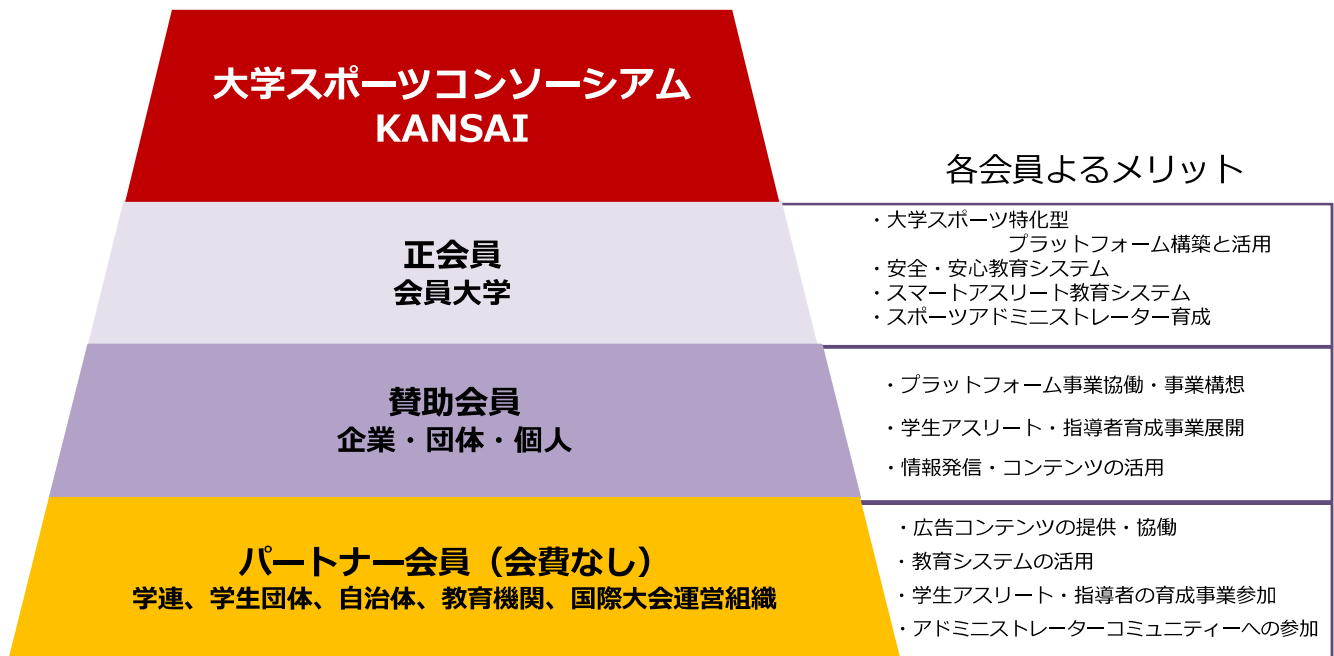 大学スポーツコンソーシアム
KANSAI
各会員よるメリット
正会員
会員大学
・大学スポーツ特化型
プラットフォーム構築と活用
・安全・安心教育システム
・スマートアスリート教育システム
・スポーツアドミニストレーター育成
賛助会員
企業・団体・個人
・プラットフォーム事業協働・事業構想
・学生アスリート・指導者育成事業展開
・情報発信・コンテンツの活用
パートナー会員（会費なし）
学連、学生団体、自治体、教育機関、国際大会運営組織
・広告コンテンツの提供・協働
・教育システムの活用
・学生アスリート・指導者の育成事業参加
・アドミニストレーターコミュニティーへの参加